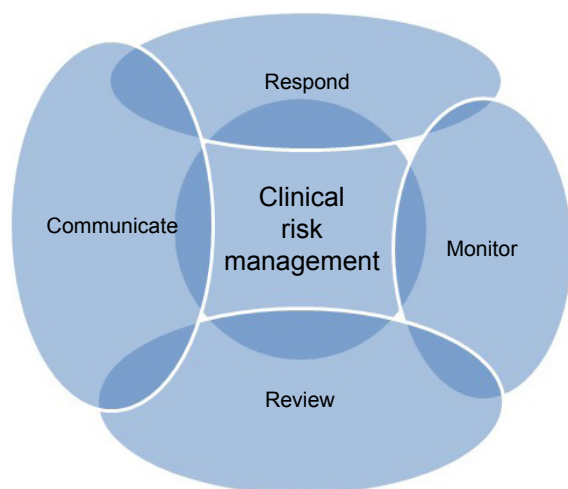 Respond
Communicate
Clinical
risk
management
Monitor
Review